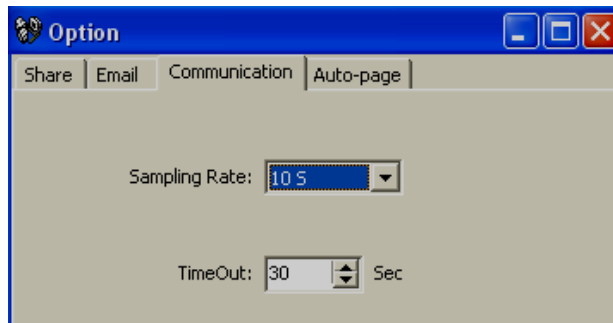 Option
Share Email Communication Auto-page
Sampling Rate: 10 S
TimeOut: 30 Sec